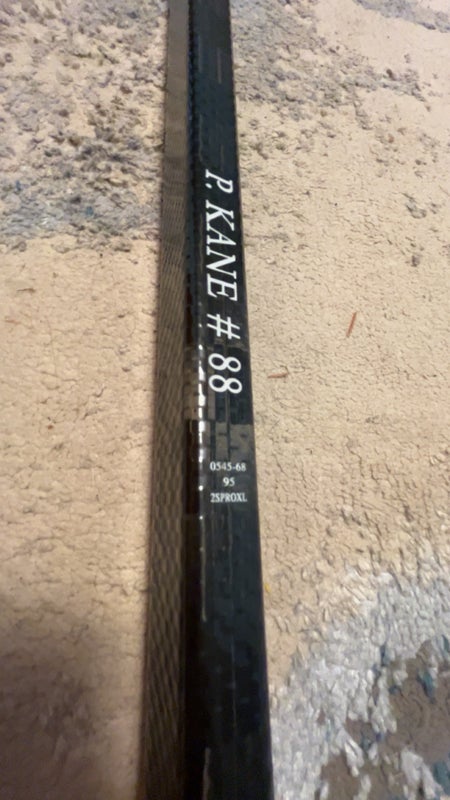 P. KANE # 88
0545-68
95
2SPROXL